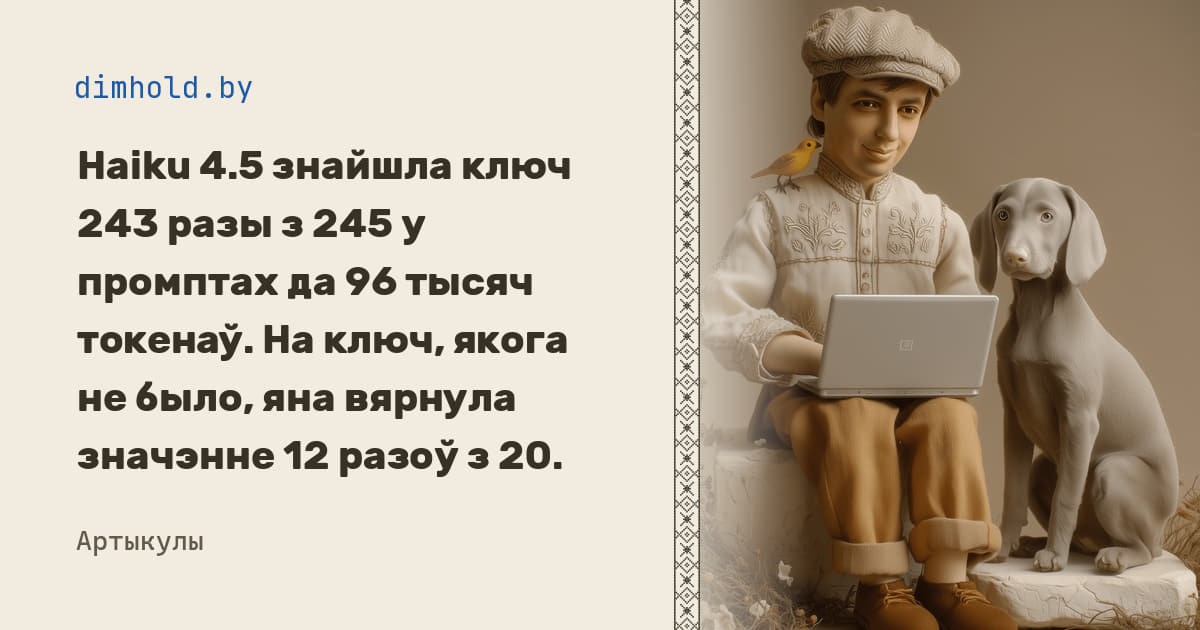 dimhold.by
Haiku 4.5 знайшла ключ
243 разы з 245 у
промптах да 96 тысяч
токенаў. На ключ, якога
не было, яна вярнула
значэнне 12 разоў з 20.
Артыкулы